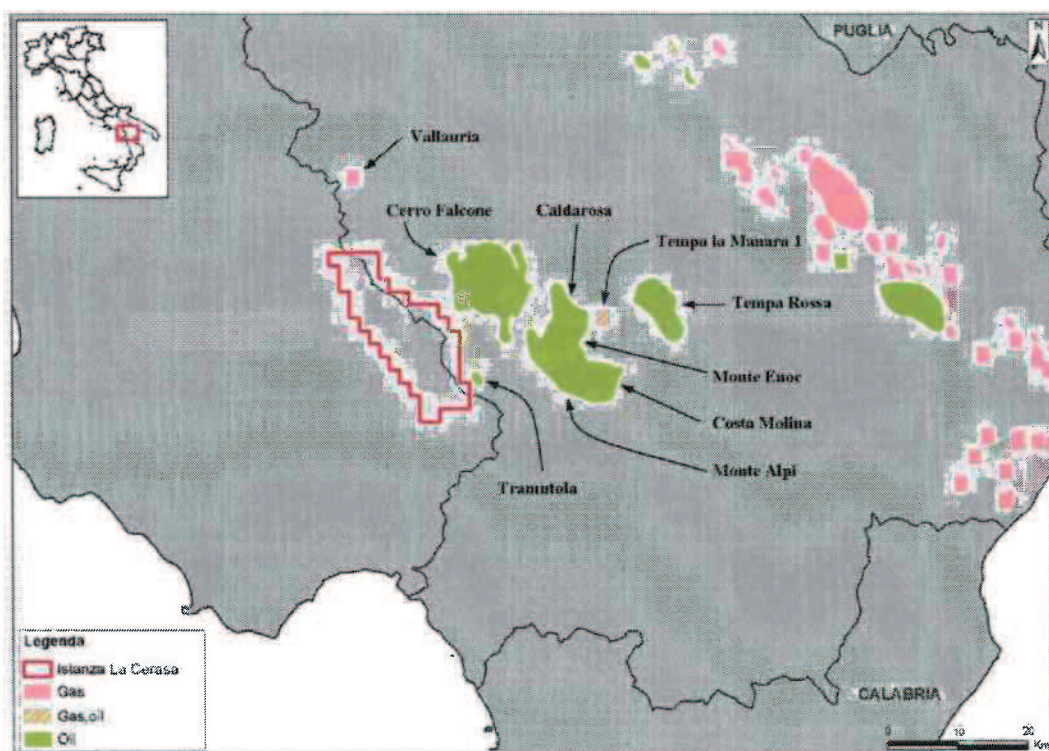 PUGLIA
N
Vallauria
Cerro Falcone
Caldarosa
Tempa la Manara 1
Tempa Rossa
Monte Enoc
Costa Molina
Monte Alpi
Tramutola
Legenda
Istanza La Cerasa
Gas
Gas,oil
Oil
CALABRIA
0 10 20
Km